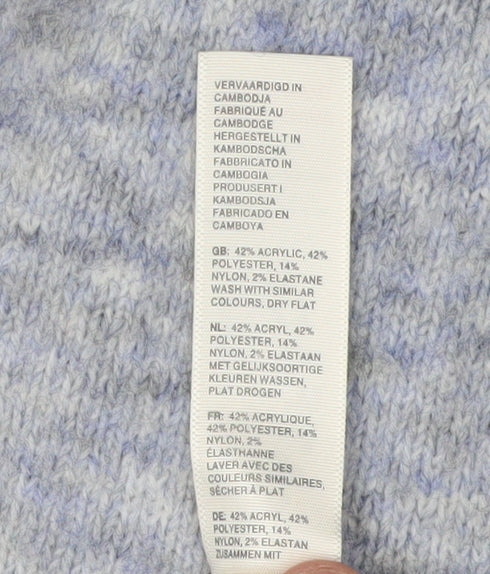 VERVAARDIGD IN
CAMBODJA
FABRIQUÉ AU
CAMBODGE
HERGESTELLT IN
KAMBODSCHA
FABBRICATO IN
CAMBOGIA
PRODUSERT I
KAMBODSJA
FABRICADO EN
CAMBOYA
GB: 42% ACRYLIC, 42%
POLYESTER, 14%
NYLON, 2% ELASTANE
WASH WITH SIMILAR
COLOURS, DRY FLAT
NL: 42% ACRYL, 42%
POLYESTER, 14%
NYLON, 2% ELASTAAN
MET GELIJKSOORTIGE
KLEUREN WASSEN,
PLAT DROGEN
FR: 42% ACRYLIQUE,
42% POLYESTER, 14%
NYLON, 2%
ÉLASTHANNE
LAVER AVEC DES
COULEURS SIMILAIRES,
SÉCHER À PLAT
DE: 42% ACRYL, 42%
POLYESTER, 14%
NYLON, 2% ELASTAN
ZUSAMMEN MIT